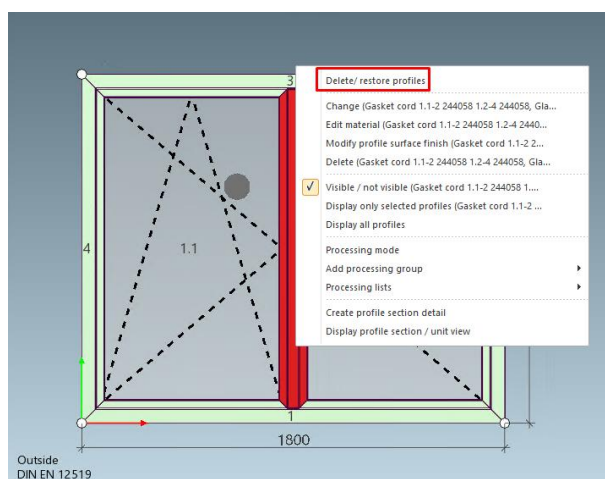 3
Delete/ restore profiles
Change (Gasket cord 1.1-2 244058 1.2-4 244058, Gla...
Edit material (Gasket cord 1.1-2 244058 1.2-4 2440...
Modify profile surface finish (Gasket cord 1.1-2 2...
Delete (Gasket cord 1.1-2 244058 1.2-4 244058, Gla...
Visible / not visible (Gasket cord 1.1-2 244058 1....
Display only selected profiles (Gasket cord 1.1-2 ...
Display all profiles
4
1.1
Processing mode
Add processing group
Processing lists
Create profile section detail
Display profile section / unit view
1
1800
Outside
DIN EN 12519